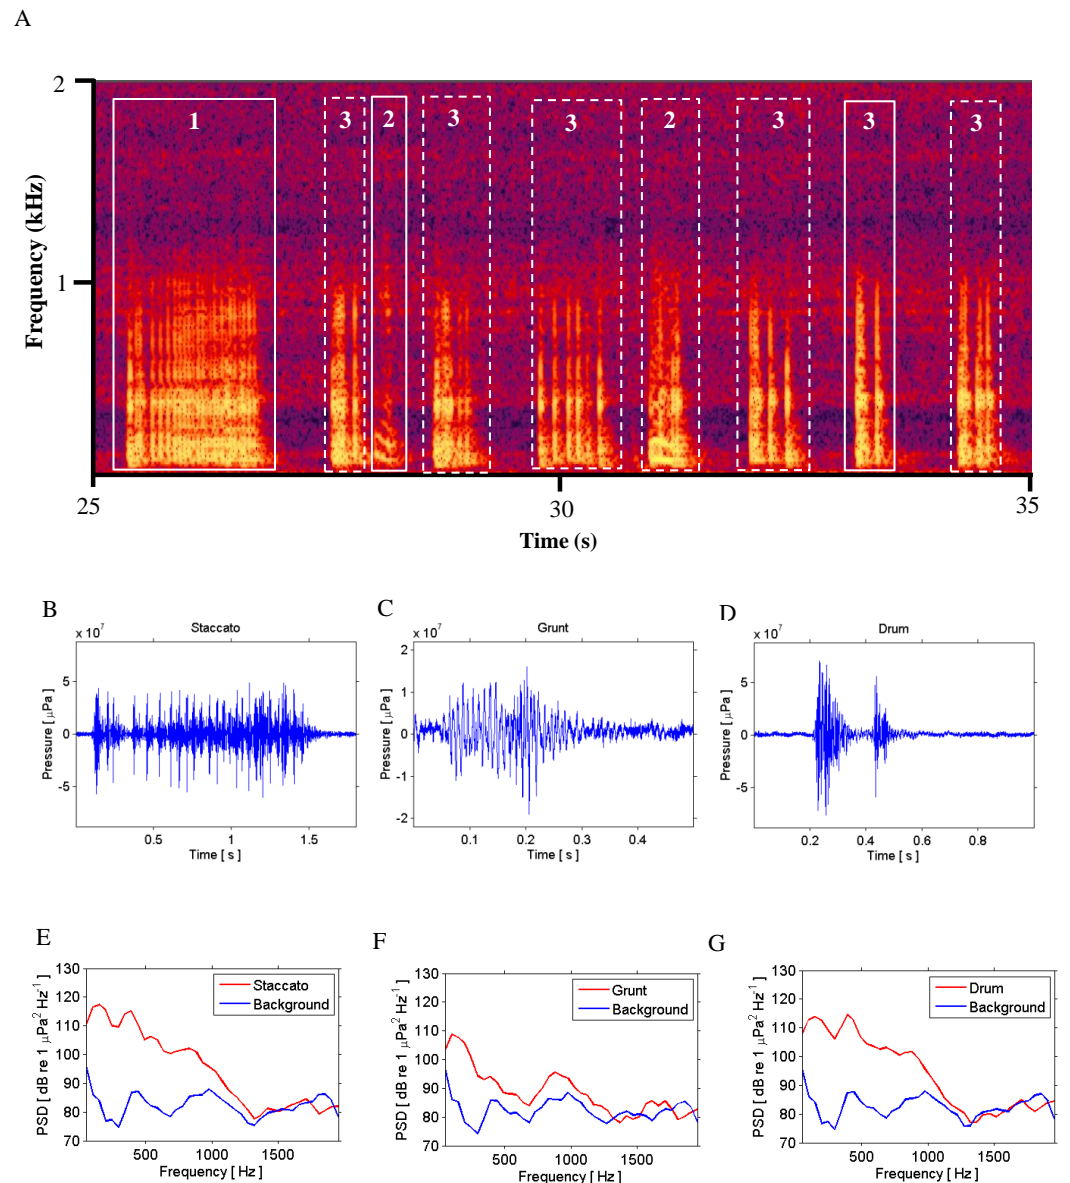 A
2
1
Frequency (kHz)
1 3 2 3 3 2 3 3 3
25 30 35
Time (s)
B
x 10⁷
Staccato
5
0
-5
Pressure [ μPa]
0.5 1 1.5
Time [ s ]
C
x 10⁷
Grunt
2
1
0
-1
-2
Pressure [ μPa]
0.1 0.2 0.3 0.4
Time [ s ]
D
x 10⁷
Drum
5
0
-5
Pressure [ μPa]
0.2 0.4 0.6 0.8
Time [ s ]
E
130
120
110
100
90
80
70
PSD [ dB re 1 μPa² Hz⁻¹ ]
Staccato
Background
500 1000 1500
Frequency [ Hz ]
F
130
120
110
100
90
80
70
PSD [ dB re 1 μPa² Hz⁻¹ ]
Grunt
Background
500 1000 1500
Frequency [ Hz ]
G
130
120
110
100
90
80
70
PSD [ dB re 1 μPa² Hz⁻¹ ]
Drum
Background
500 1000 1500
Frequency [ Hz ]